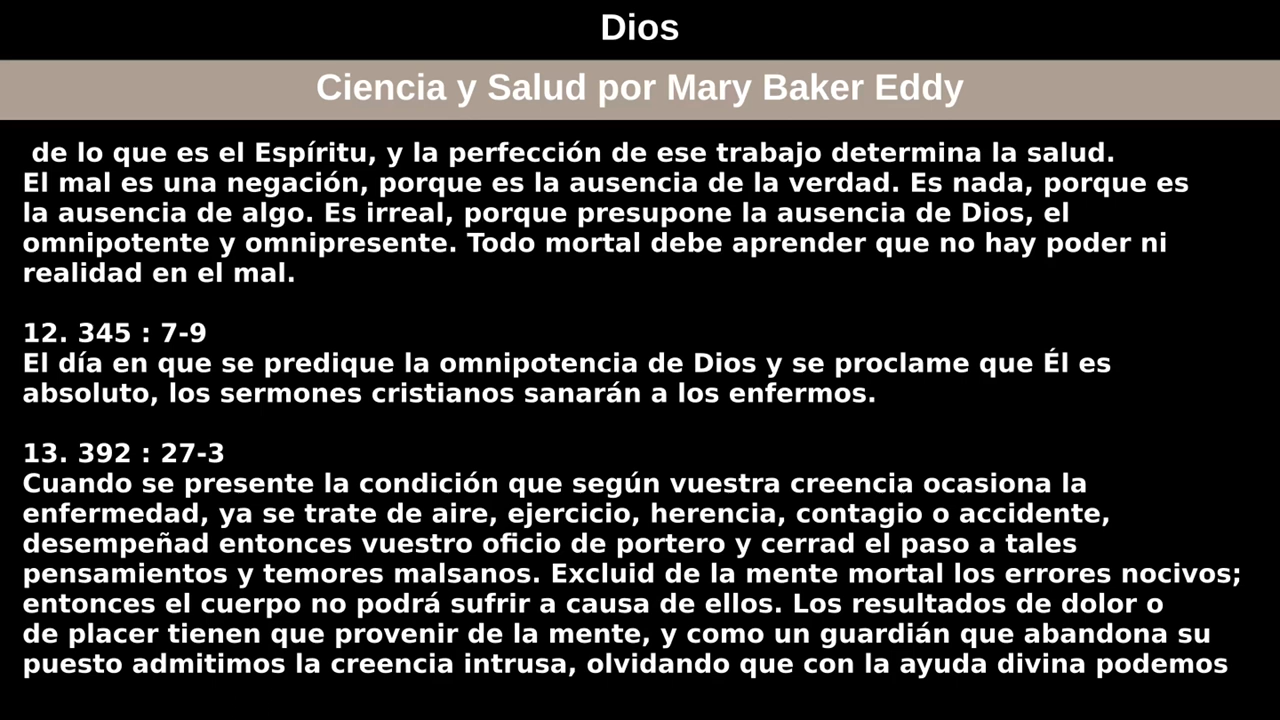 Dios
Ciencia y Salud por Mary Baker Eddy
de lo que es el Espíritu, y la perfección de ese trabajo determina la salud.
El mal es una negación, porque es la ausencia de la verdad. Es nada, porque es
la ausencia de algo. Es irreal, porque presupone la ausencia de Dios, el
omnipotente y omnipresente. Todo mortal debe aprender que no hay poder ni
realidad en el mal.
12. 345 : 7-9
El día en que se predique la omnipotencia de Dios y se proclame que Él es
absoluto, los sermones cristianos sanarán a los enfermos.
13. 392 : 27-3
Cuando se presente la condición que según vuestra creencia ocasiona la
enfermedad, ya se trate de aire, ejercicio, herencia, contagio o accidente,
desempeñad entonces vuestro oficio de portero y cerrad el paso a tales
pensamientos y temores malsanos. Excluid de la mente mortal los errores nocivos;
entonces el cuerpo no podrá sufrir a causa de ellos. Los resultados de dolor o
de placer tienen que provenir de la mente, y como un guardián que abandona su
puesto admitimos la creencia intrusa, olvidando que con la ayuda divina podemos